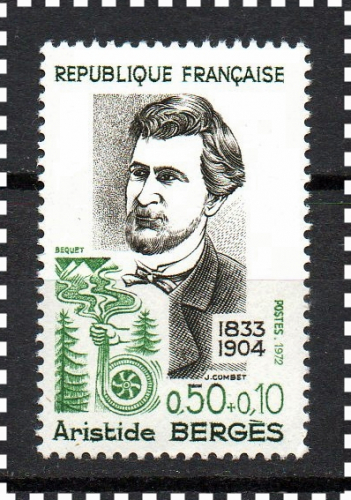 REPUBLIQUE FRANÇAISE
BEQUET
1833
1904
POSTES.1972
J.COMBET
0,50+0,10
Aristide BERGÈS